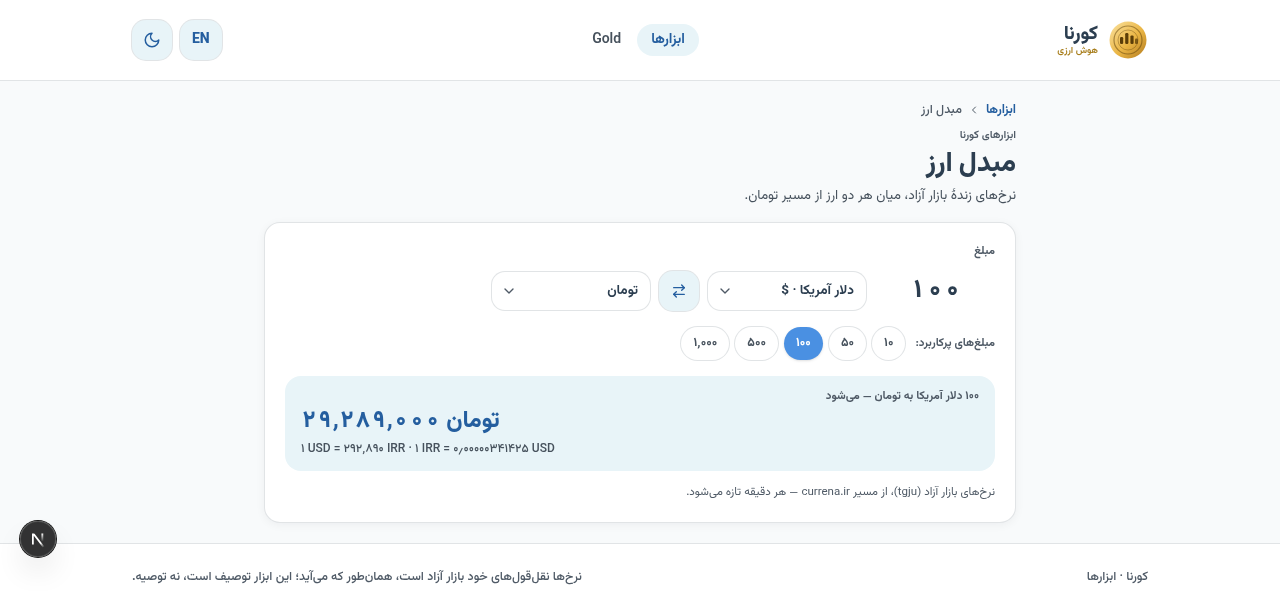 کورنا
هوش ارزی
ابزارها
Gold
EN
ابزارها › مبدل ارز
ابزارهای کورنا
مبدل ارز
نرخ‌های زندهٔ بازار آزاد، میان هر دو ارز از مسیر تومان.
مبلغ
۱۰۰
دلار آمریکا · $
تومان
مبلغ‌های پرکاربرد:
۱۰
۵۰
۱۰۰
۵۰۰
۱,۰۰۰
۱۰۰ دلار آمریکا به تومان — می‌شود
۲۹,۲۸۹,۰۰۰ تومان
۱ USD = ۲۹۲,۸۹۰ IRR · ۱ IRR = ۰٫۰۰۰۰۰۳۴۱۴۲۵ USD
نرخ‌های بازار آزاد (tgju)، از مسیر currena.ir — هر دقیقه تازه می‌شود.
کورنا · ابزارها
نرخ‌ها نقل‌قول‌های خود بازار آزاد است، همان‌طور که می‌آید؛ این ابزار توصیف است، نه توصیه.